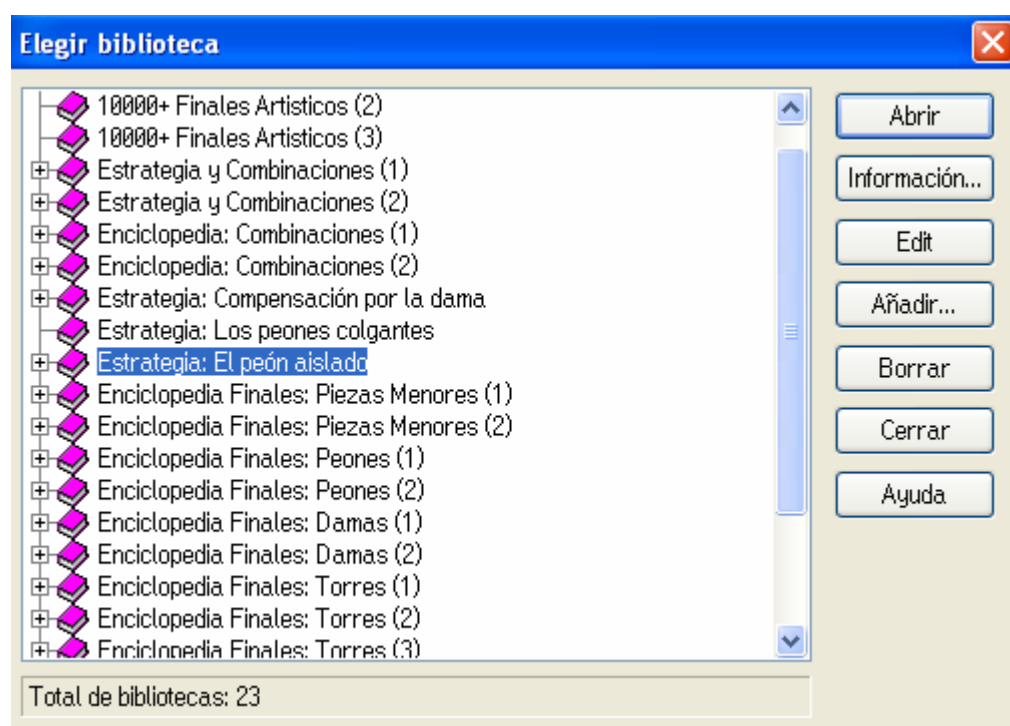 Elegir biblioteca
10000+ Finales Artisticos (2)
10000+ Finales Artisticos (3)
Estrategia y Combinaciones (1)
Estrategia y Combinaciones (2)
Enciclopedia: Combinaciones (1)
Enciclopedia: Combinaciones (2)
Estrategia: Compensación por la dama
Estrategia: Los peones colgantes
Estrategia: El peón aislado
Enciclopedia Finales: Piezas Menores (1)
Enciclopedia Finales: Piezas Menores (2)
Enciclopedia Finales: Peones (1)
Enciclopedia Finales: Peones (2)
Enciclopedia Finales: Damas (1)
Enciclopedia Finales: Damas (2)
Enciclopedia Finales: Torres (1)
Enciclopedia Finales: Torres (2)
Enciclopedia Finales: Torres (3)
Abrir
Información...
Edit
Añadir...
Borrar
Cerrar
Ayuda
Total de bibliotecas: 23